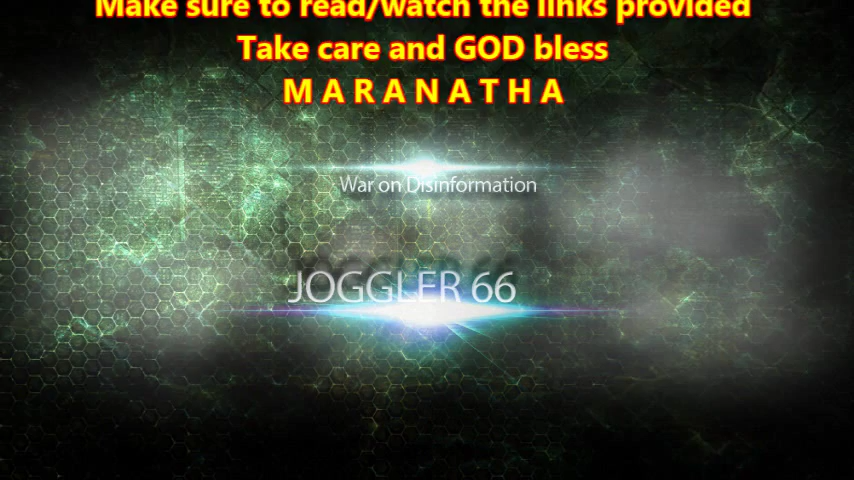 Make sure to read/watch the links provided
Take care and GOD bless
M A R A N A T H A
War on Disinformation
JOGGLER 66